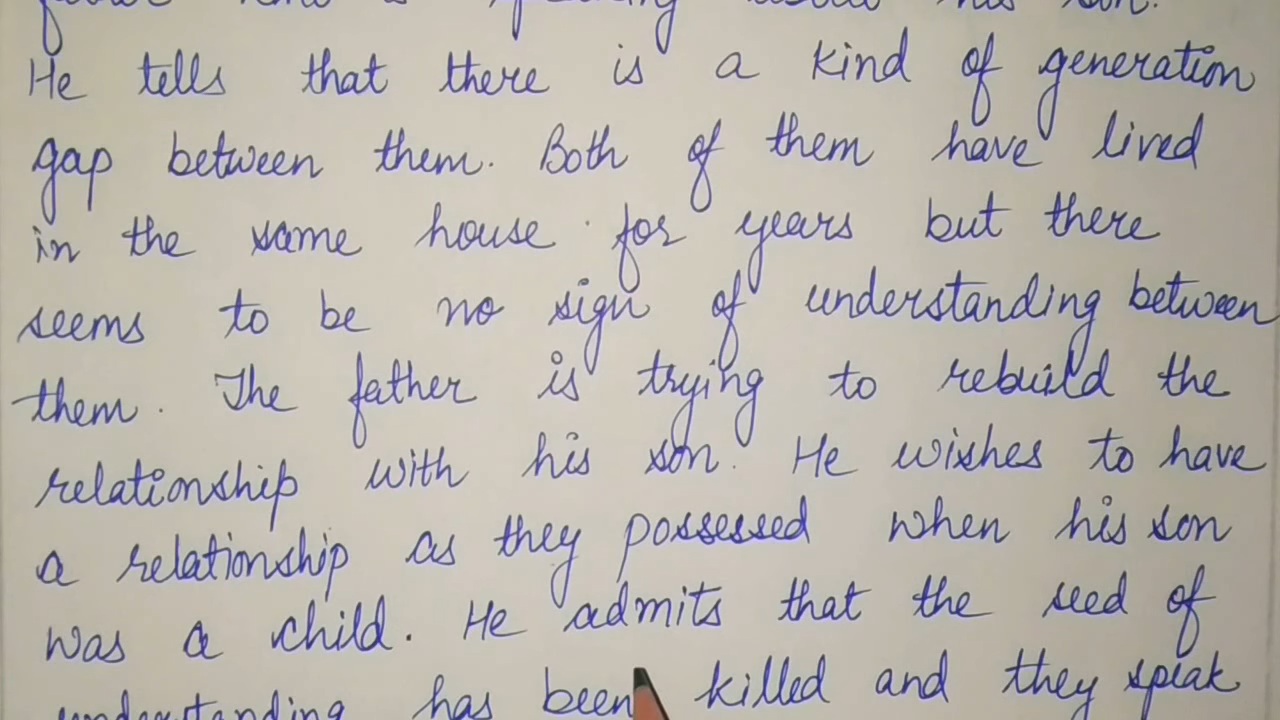 his son.
He tells that there is a kind of generation
gap between them. Both of them have lived
in the same house for years but there
seems to be no sign of understanding between
them. The father is trying to rebuild the
relationship with his son. He wishes to have
a relationship as they possessed when his son
was a child. He admits that the seed of
understanding has been killed and they speak